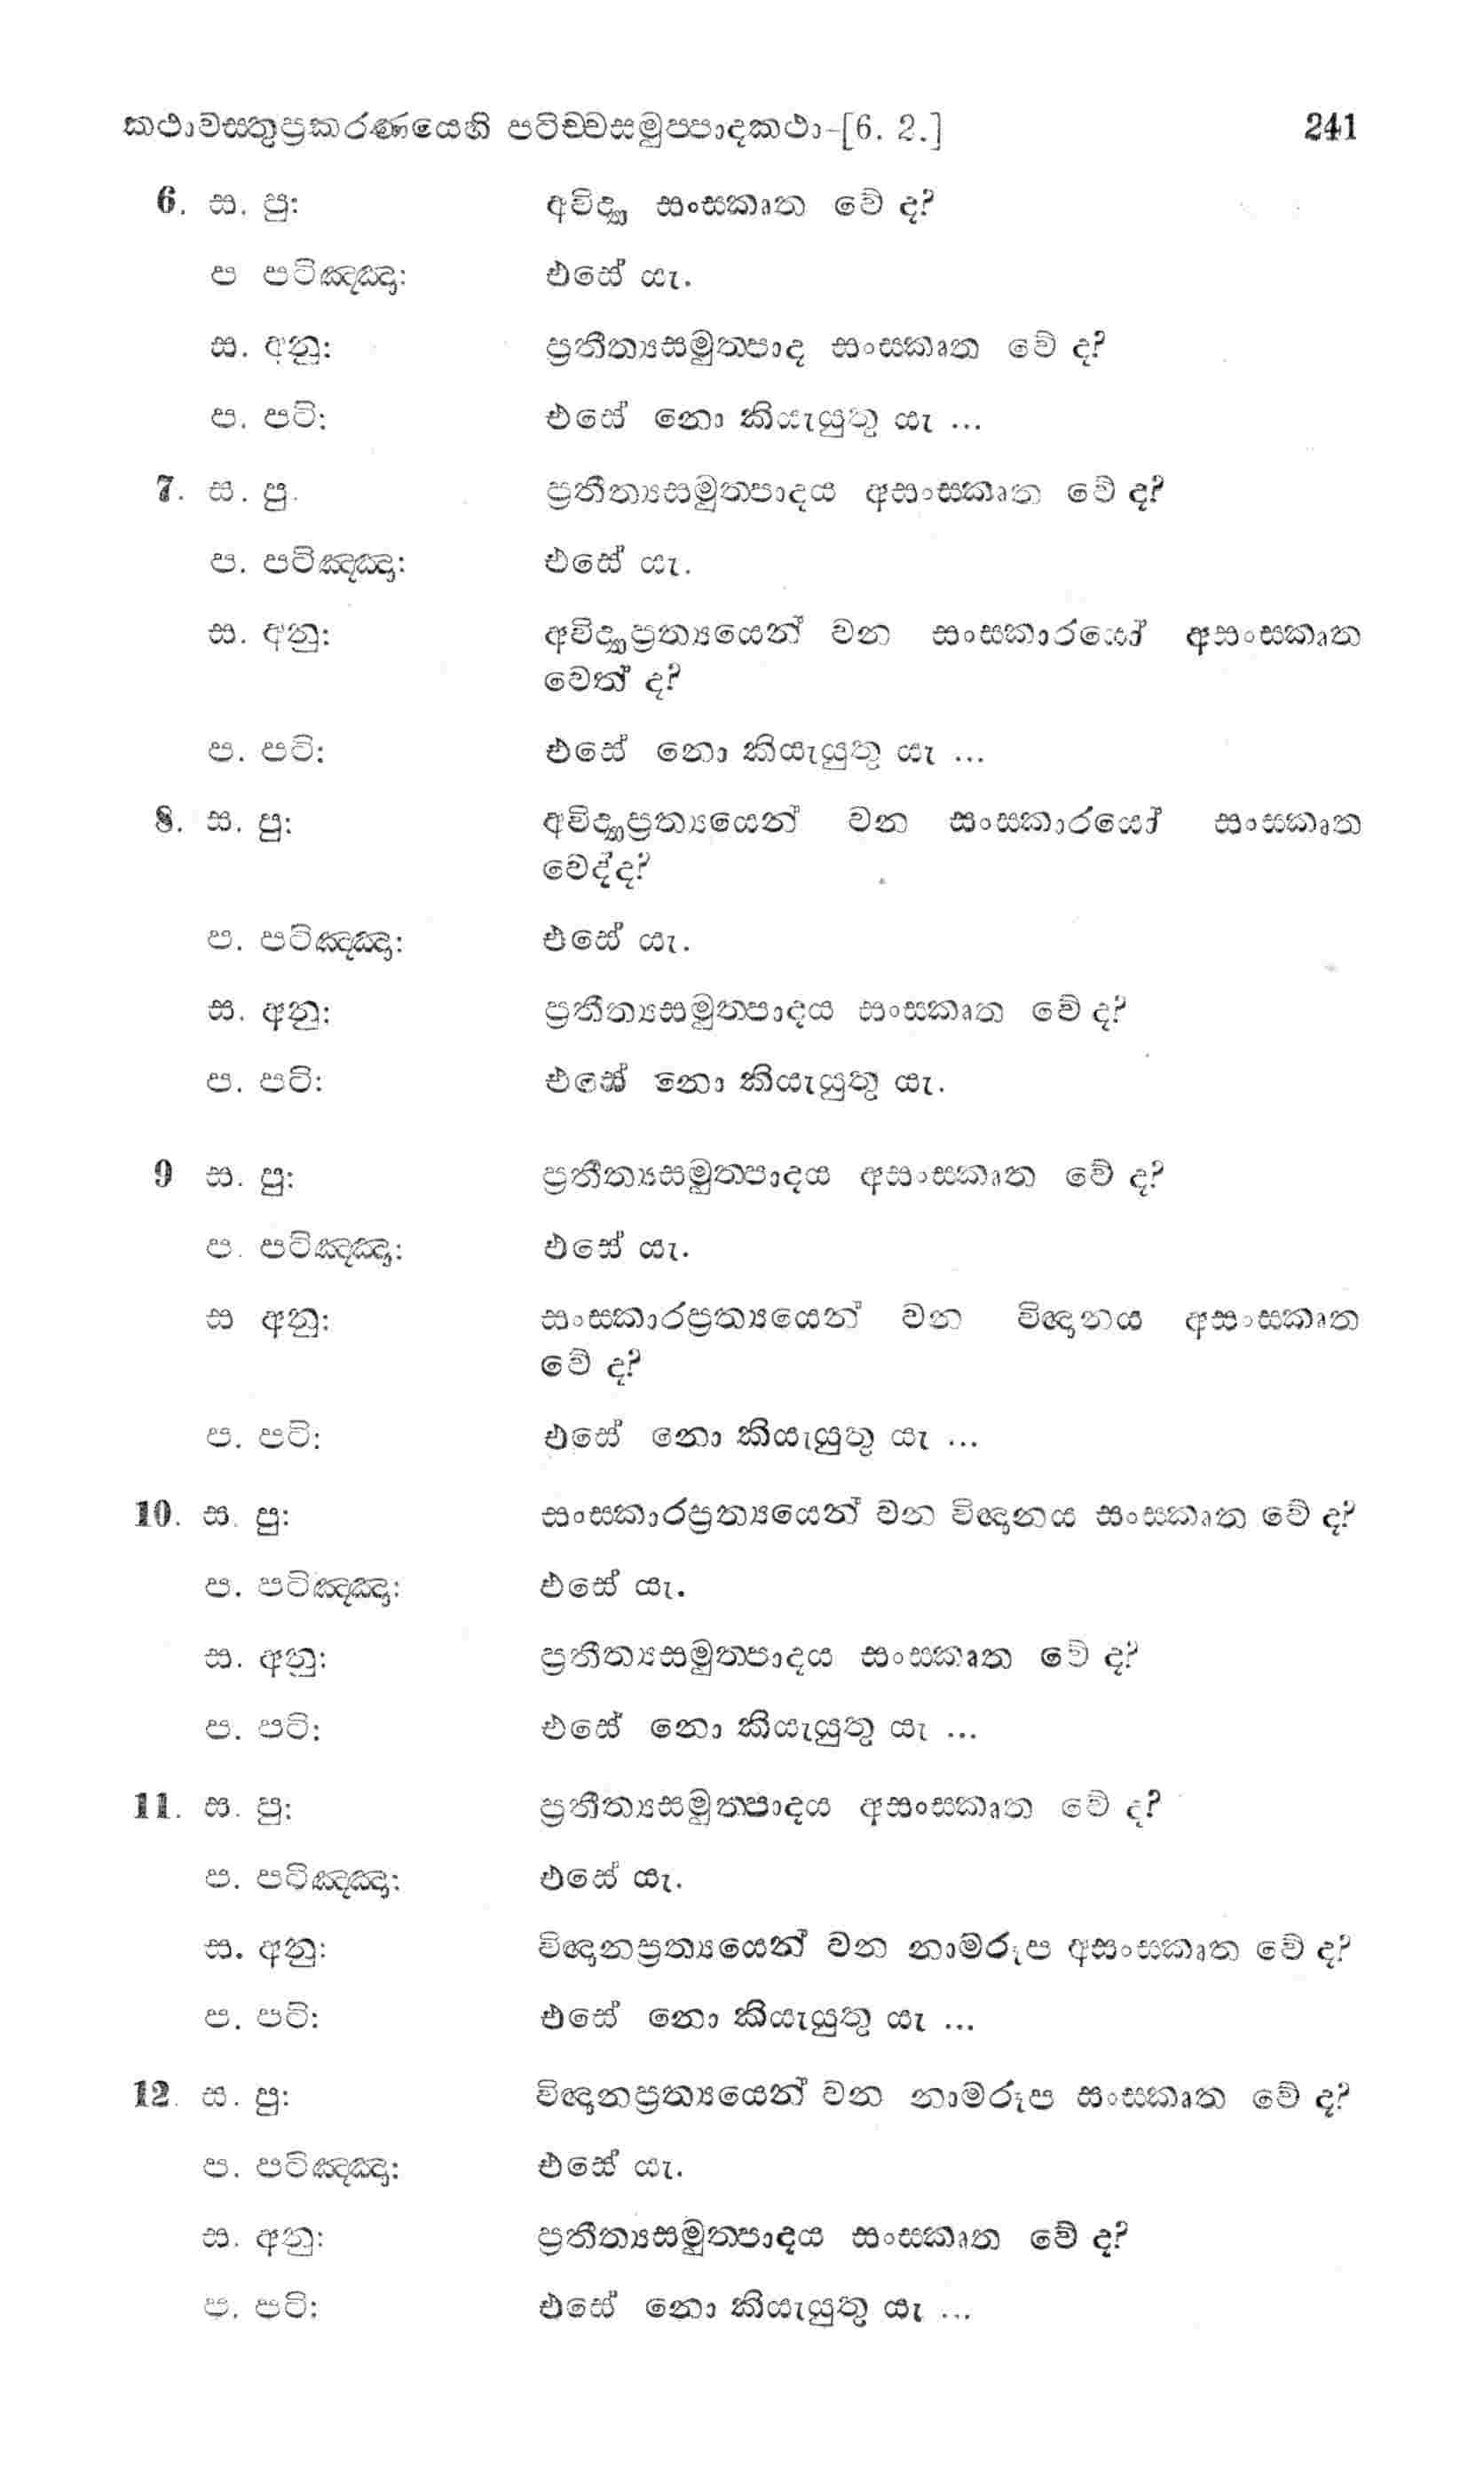 කථාවස්තුප්‍රකරණයෙහි පටිච්චසමුප්පාදකථා-[6. 2.] 241
6. ස. පු: අවිද්‍යා සංස්කෘත වේ ද?
ප පටිඤ්ඤා: එසේ යැ.
ස. අනු: ප්‍රතීත්‍යසමුත්පාද සංස්කෘත වේ ද?
ප. පටි: එසේ නො කියැයුතු යැ ...
7. ස. පු. ප්‍රතීත්‍යසමුත්පාදය අසංස්කෘත වේ ද?
ප. පටිඤ්ඤා: එසේ යැ.
ස. අනු: අවිද්‍යාප්‍රත්‍යයෙන් වන සංස්කාරයෝ අසංස්කෘත
වෙත් ද?
ප. පටි: එසේ නො කියැයුතු යැ ...
8. ස. පු: අවිද්‍යාප්‍රත්‍යයෙන් වන සංස්කාරයෝ සංස්කෘත
වෙද්ද?
ප. පටිඤ්ඤා: එසේ යැ.
ස. අනු: ප්‍රතීත්‍යසමුත්පාදය සංස්කෘත වේ ද?
ප. පටි: එසේ නො කියැයුතු යැ.
9 ස. පු: ප්‍රතීත්‍යසමුත්පාදය අසංස්කෘත වේ ද?
ප. පටිඤ්ඤා: එසේ යැ.
ස අනු: සංස්කාරප්‍රත්‍යයෙන් වන විඥානය අසංස්කෘත
වේ ද?
ප. පටි: එසේ නො කියැයුතු යැ ...
10. ස. පු: සංස්කාරප්‍රත්‍යයෙන් වන විඥානය සංස්කෘත වේ ද?
ප. පටිඤ්ඤා: එසේ යැ.
ස. අනු: ප්‍රතීත්‍යසමුත්පාදය සංස්කෘත වේ ද?
ප. පටි: එසේ නො කියැයුතු යැ ...
11. ස. පු: ප්‍රතීත්‍යසමුත්පාදය අසංස්කෘත වේ ද?
ප. පටිඤ්ඤා: එසේ යැ.
ස. අනු: විඥානප්‍රත්‍යයෙන් වන නාමරූප අසංස්කෘත වේ ද?
ප. පටි: එසේ නො කියැයුතු යැ ...
12. ස. පු: විඥානප්‍රත්‍යයෙන් වන නාමරූප සංස්කෘත වේ ද?
ප. පටිඤ්ඤා: එසේ යැ.
ස. අනු: ප්‍රතීත්‍යසමුත්පාදය සංස්කෘත වේ ද?
ප. පටි: එසේ නො කියැයුතු යැ ...